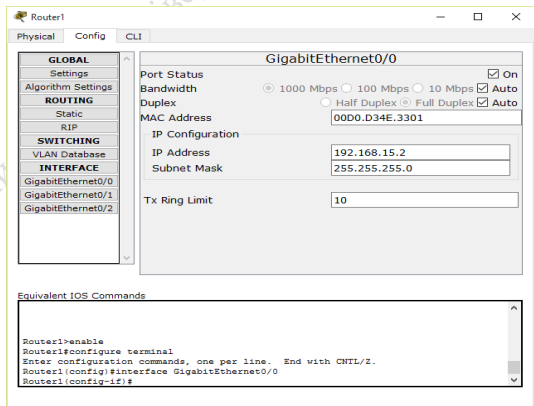 Router1
Physical Config CLI
GLOBAL
Settings
Algorithm Settings
ROUTING
Static
RIP
SWITCHING
VLAN Database
INTERFACE
GigabitEthernet0/0
GigabitEthernet0/1
GigabitEthernet0/2
GigabitEthernet0/0
Port Status On
Bandwidth 1000 Mbps 100 Mbps 10 Mbps Auto
Duplex Half Duplex Full Duplex Auto
MAC Address 00D0.D34E.3301
IP Configuration
IP Address 192.168.15.2
Subnet Mask 255.255.255.0
Tx Ring Limit 10
Equivalent IOS Commands
Router1>enable
Router1#configure terminal
Enter configuration commands, one per line. End with CNTL/Z.
Router1(config)#interface GigabitEthernet0/0
Router1(config-if)#